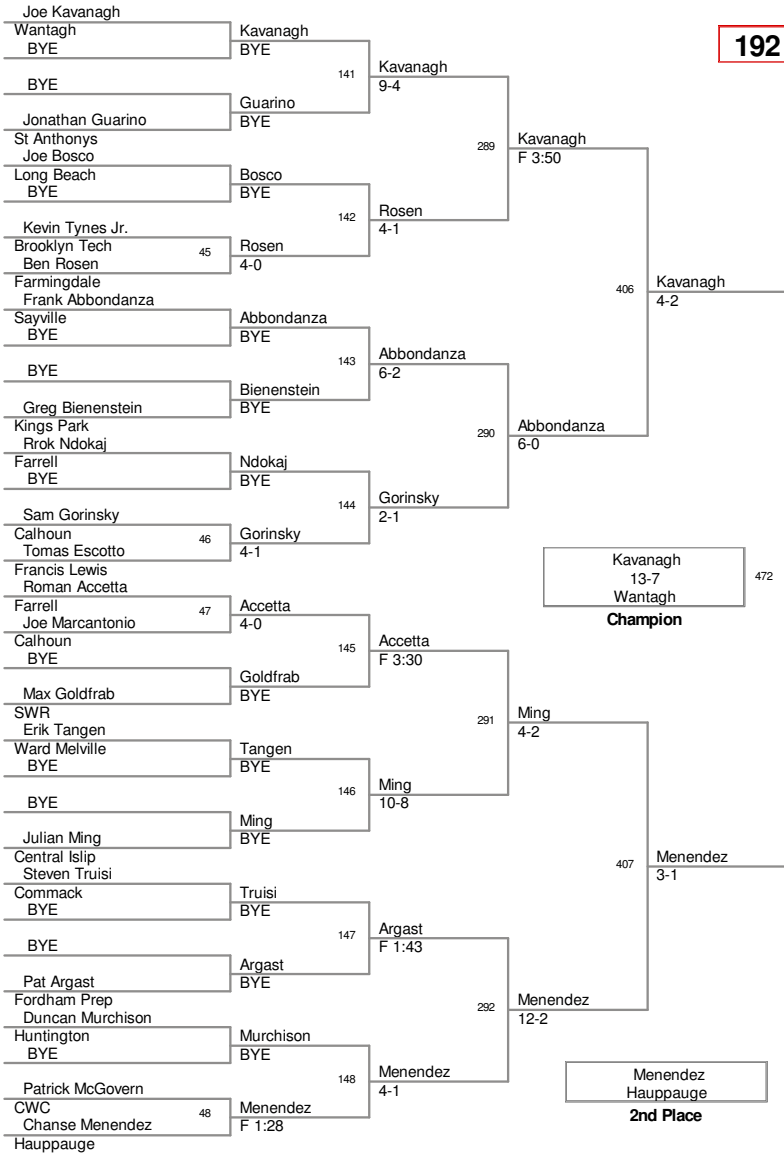 192
Joe Kavanagh
Wantagh
BYE
BYE
Jonathan Guarino
St Anthonys
Joe Bosco
Long Beach
BYE
Kevin Tynes Jr.
Brooklyn Tech
45
Ben Rosen
Farmingdale
Frank Abbondanza
Sayville
BYE
BYE
Greg Bienenstein
Kings Park
Rrok Ndokaj
Farrell
BYE
Sam Gorinsky
Calhoun
46
Tomas Escotto
Francis Lewis
Roman Accetta
Farrell
47
Joe Marcantonio
Calhoun
BYE
Max Goldfrab
SWR
Erik Tangen
Ward Melville
BYE
BYE
Julian Ming
Central Islip
Steven Truisi
Commack
BYE
BYE
Pat Argast
Fordham Prep
Duncan Murchison
Huntington
BYE
Patrick McGovern
CWC
48
Chanse Menendez
Hauppauge
Kavanagh
BYE
141
Guarino
BYE
Bosco
BYE
142
Rosen
4-0
Abbondanza
BYE
143
Bienenstein
BYE
Ndokaj
BYE
144
Gorinsky
4-1
Accetta
4-0
145
Goldfrab
BYE
Tangen
BYE
146
Ming
BYE
Truisi
BYE
147
Argast
BYE
Murchison
BYE
148
Menendez
F 1:28
Kavanagh
9-4
289
Rosen
4-1
Abbondanza
6-2
290
Gorinsky
2-1
Accetta
F 3:30
291
Ming
10-8
Argast
F 1:43
292
Menendez
4-1
Kavanagh
F 3:50
406
Abbondanza
6-0
Ming
4-2
407
Menendez
12-2
Kavanagh
4-2
Menendez
3-1
Kavanagh
13-7
Wantagh
472
Champion
Menendez
Hauppauge
2nd Place